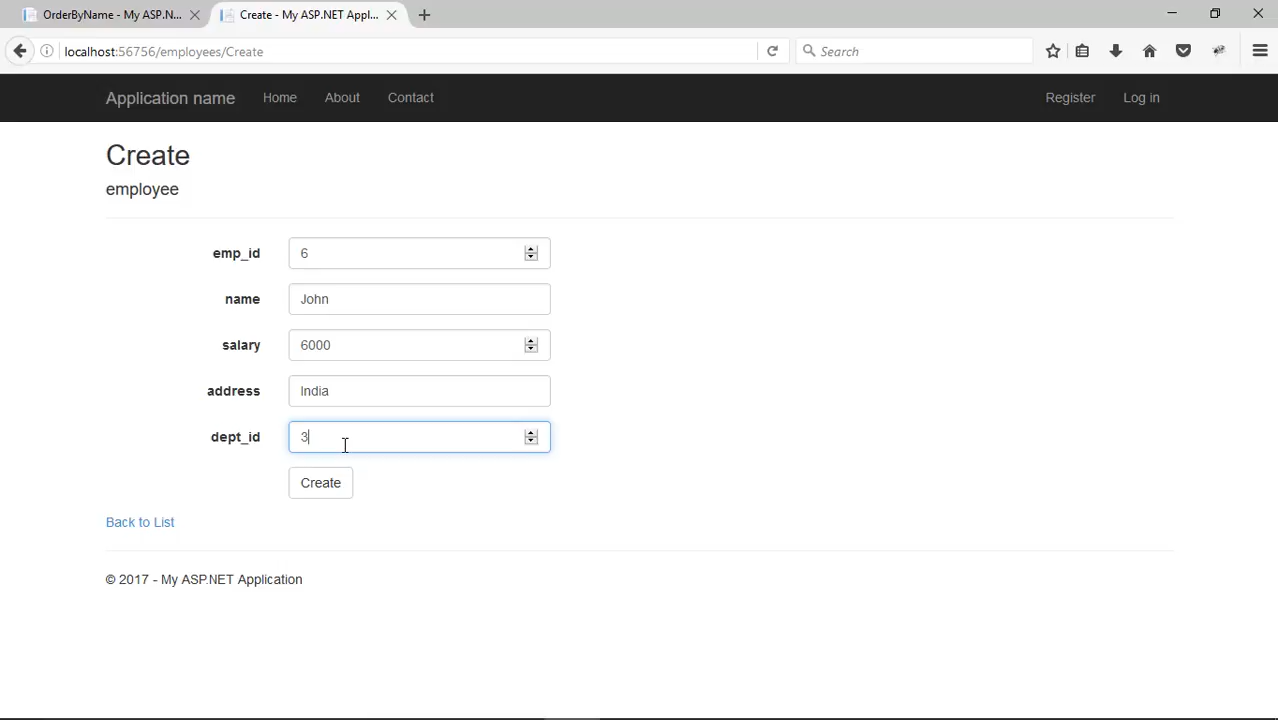 OrderByName - My ASP.N...
Create - My ASP.NET Appl...
localhost:56756/employees/Create
Search
Application name
Home
About
Contact
Register
Log in
Create
employee
emp_id
6
name
John
salary
6000
address
India
dept_id
3
Create
Back to List
© 2017 - My ASP.NET Application